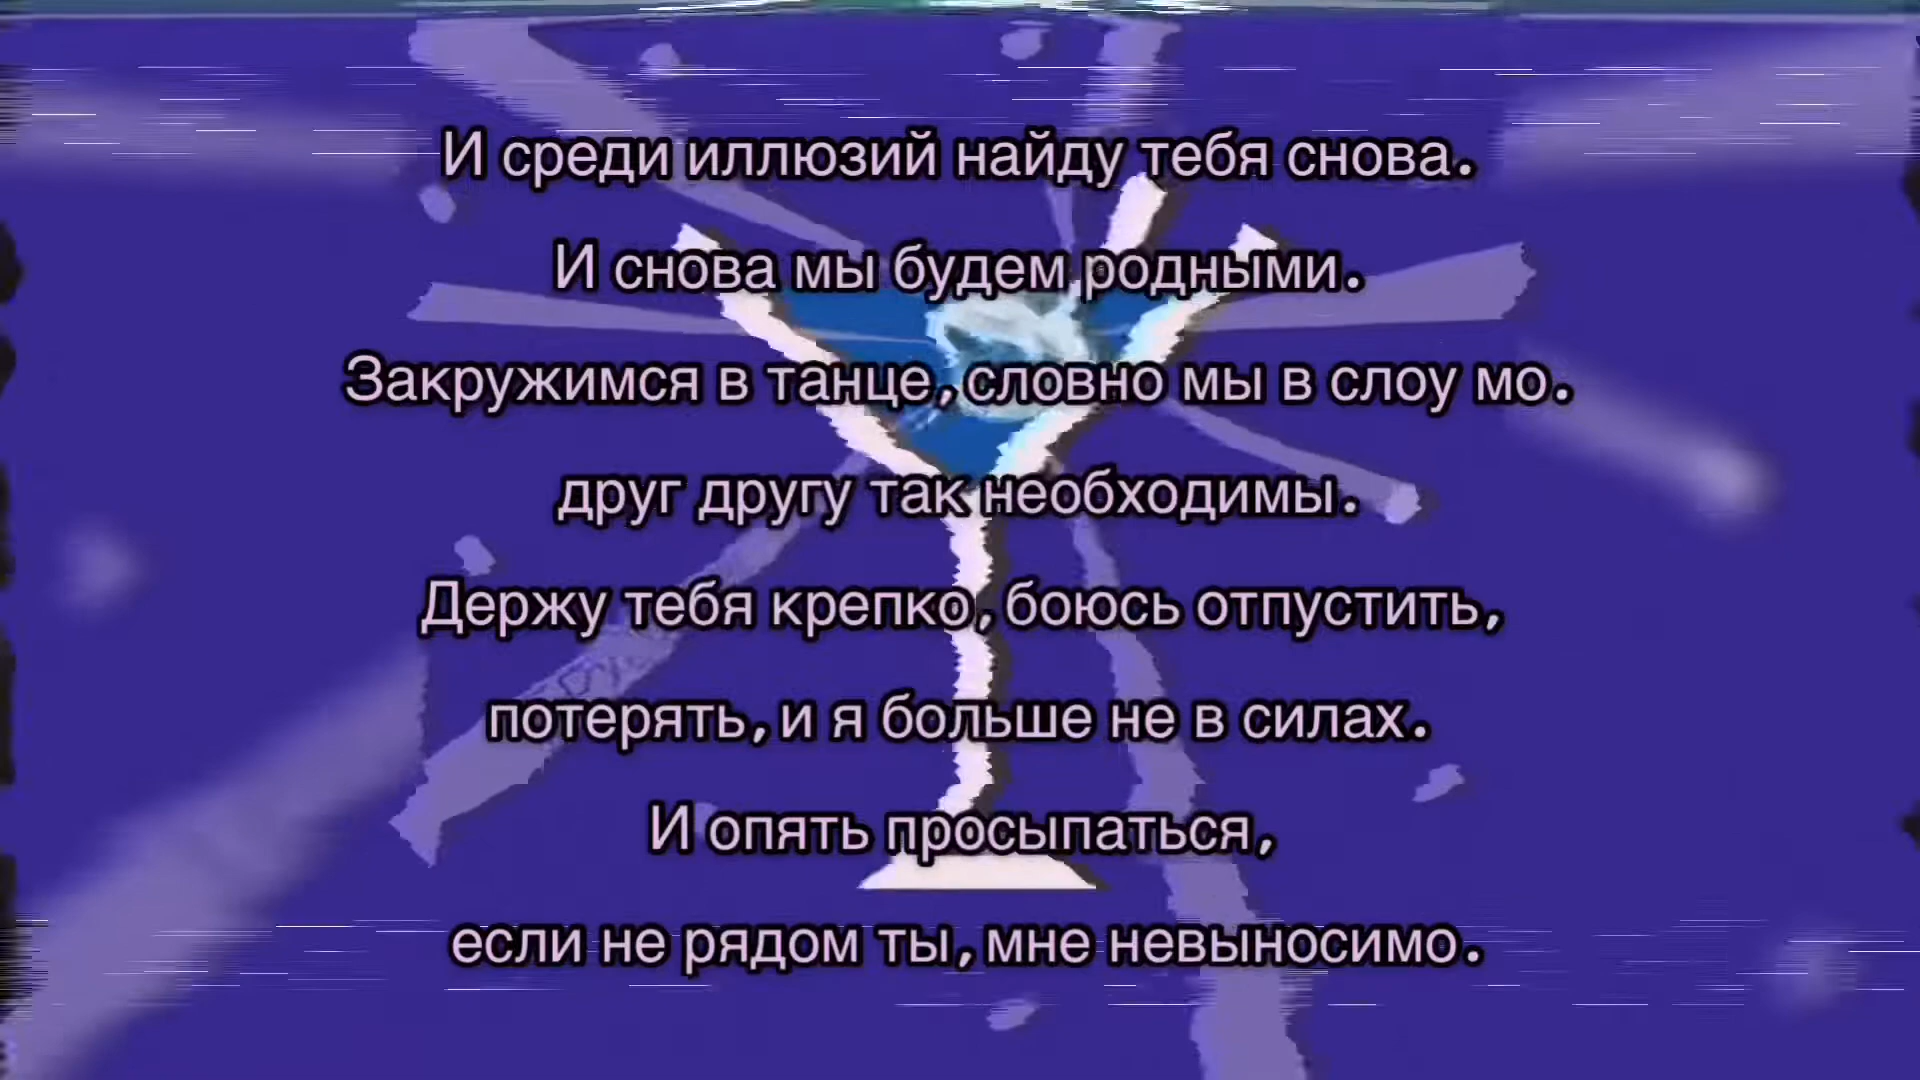 И среди иллюзий найду тебя снова.
И снова мы будем родными.
Закружимся в танце, словно мы в слоу мо.
друг другу так необходимы.
Держу тебя крепко, боюсь отпустить,
потерять, и я больше не в силах.
И опять просыпаться,
если не рядом ты, мне невыносимо.